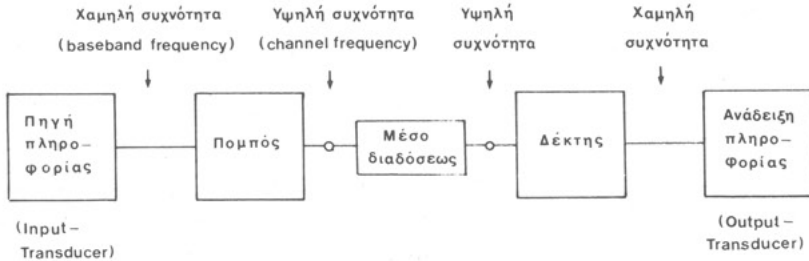 Χαμηλή συχνότητα
(baseband frequency)
Υψηλή συχνότητα
(channel frequency)
Υψηλή
συχνότητα
Χαμηλή
συχνότητα
Πηγή
πληρο-
φορίας
Πομπός
Μέσο
διαδόσεως
Δέκτης
Ανάδειξη
πληρο-
φορίας
(Input-
Transducer)
(Output-
Transducer)